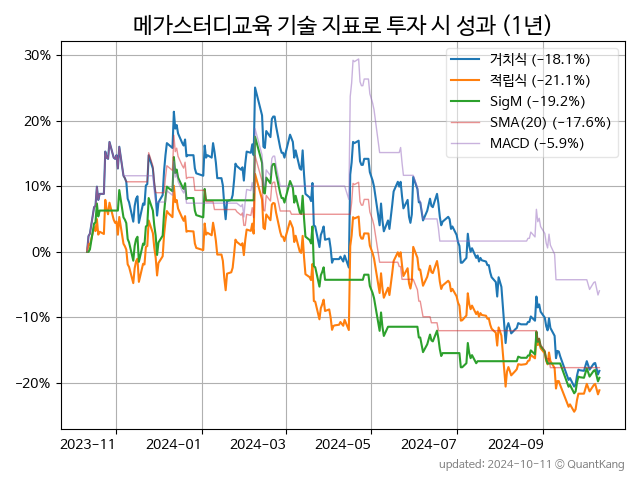 메가스터디교육 기술 지표로 투자 시 성과 (1년)
거치식 (−18.1%)
적립식 (−21.1%)
SigM (−19.2%)
SMA(20) (−17.6%)
MACD (−5.9%)
30%
20%
10%
0%
−10%
−20%
2023-11 2024-01 2024-03 2024-05 2024-07 2024-09
updated: 2024-10-11 © QuantKang